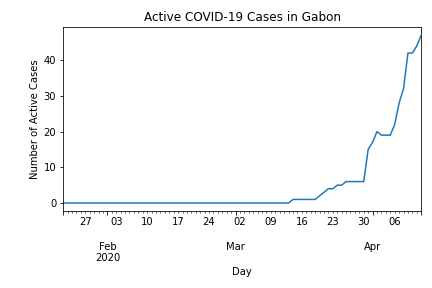 Active COVID-19 Cases in Gabon
Number of Active Cases
40
30
20
10
0
27 03 10 17 24 02 09 16 23 30 06
Feb Mar Apr
2020
Day